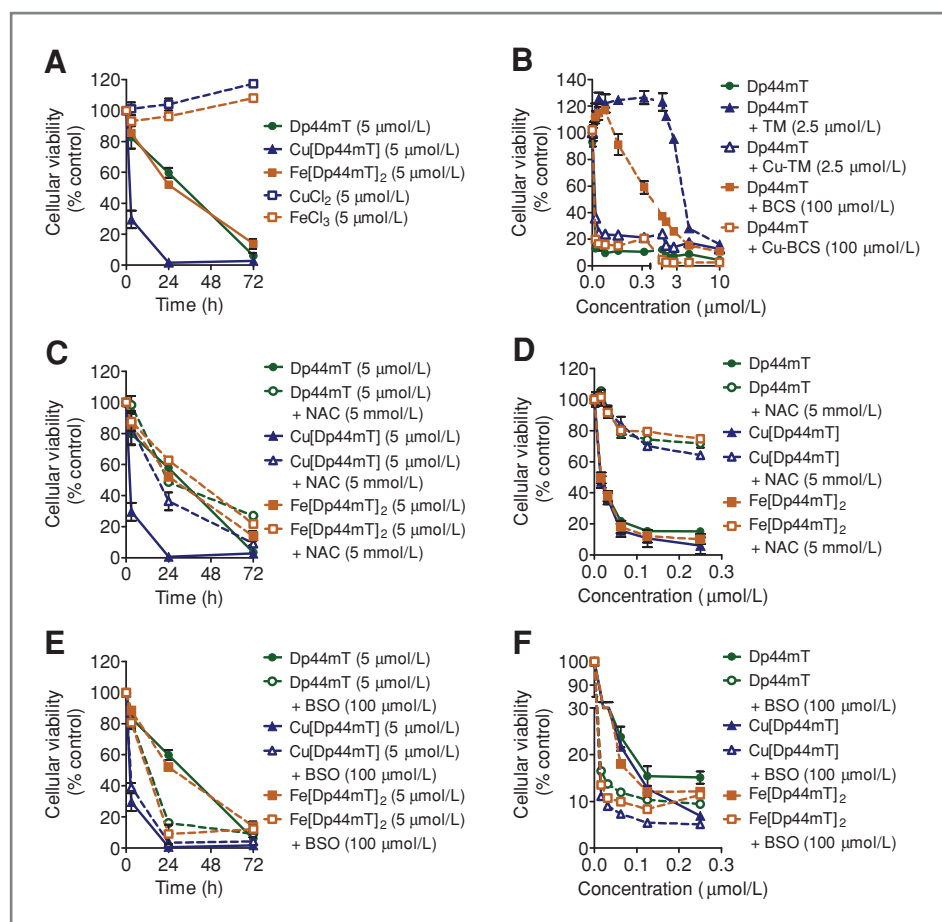 A
Cellular viability
(% control)
120
100
80
60
40
20
0
0 24 48 72
Time (h)
Dp44mT (5 μmol/L)
Cu[Dp44mT] (5 μmol/L)
Fe[Dp44mT]2 (5 μmol/L)
CuCl2 (5 μmol/L)
FeCl3 (5 μmol/L)
B
Cellular viability
(% control)
140
120
100
80
60
40
20
0
0.0 0.3 3 10
Concentration (μmol/L)
Dp44mT
Dp44mT
+ TM (2.5 μmol/L)
Dp44mT
+ Cu-TM (2.5 μmol/L)
Dp44mT
+ BCS (100 μmol/L)
Dp44mT
+ Cu-BCS (100 μmol/L)
C
Cellular viability
(% control)
120
100
80
60
40
20
0
0 24 48 72
Time (h)
Dp44mT (5 μmol/L)
Dp44mT (5 μmol/L)
+ NAC (5 mmol/L)
Cu[Dp44mT] (5 μmol/L)
Cu[Dp44mT] (5 μmol/L)
+ NAC (5 mmol/L)
Fe[Dp44mT]2 (5 μmol/L)
Fe[Dp44mT]2 (5 μmol/L)
+ NAC (5 mmol/L)
D
Cellular viability
(% control)
120
100
80
60
40
20
0
0.0 0.1 0.2 0.3
Concentration (μmol/L)
Dp44mT
Dp44mT
+ NAC (5 mmol/L)
Cu[Dp44mT]
Cu[Dp44mT]
+ NAC (5 mmol/L)
Fe[Dp44mT]2
Fe[Dp44mT]2
+ NAC (5 mmol/L)
E
Cellular viability
(% control)
120
100
80
60
40
20
0
0 24 48 72
Time (h)
Dp44mT (5 μmol/L)
Dp44mT (5 μmol/L)
+ BSO (100 μmol/L)
Cu[Dp44mT] (5 μmol/L)
Cu[Dp44mT] (5 μmol/L)
+ BSO (100 μmol/L)
Fe[Dp44mT]2 (5 μmol/L)
Fe[Dp44mT]2 (5 μmol/L)
+ BSO (100 μmol/L)
F
Cellular viability
(% control)
100
90
30
20
10
0
0.0 0.1 0.2 0.3
Concentration (μmol/L)
Dp44mT
Dp44mT
+ BSO (100 μmol/L)
Cu[Dp44mT]
Cu[Dp44mT]
+ BSO (100 μmol/L)
Fe[Dp44mT]2
Fe[Dp44mT]2
+ BSO (100 μmol/L)